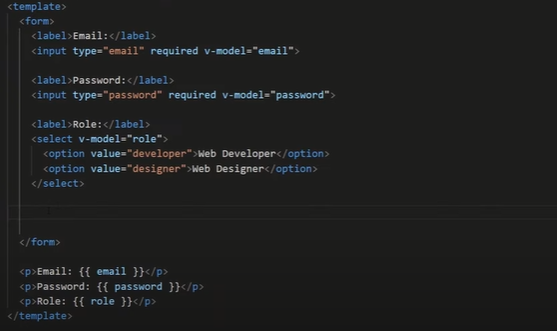 <template>
<form>
<label>Email:</label>
<input type="email" required v-model="email">
<label>Password:</label>
<input type="password" required v-model="password">
<label>Role:</label>
<select v-model="role">
<option value="developer">Web Developer</option>
<option value="designer">Web Designer</option>
</select>
</form>
<p>Email: {{ email }}</p>
<p>Password: {{ password }}</p>
<p>Role: {{ role }}</p>
</template>